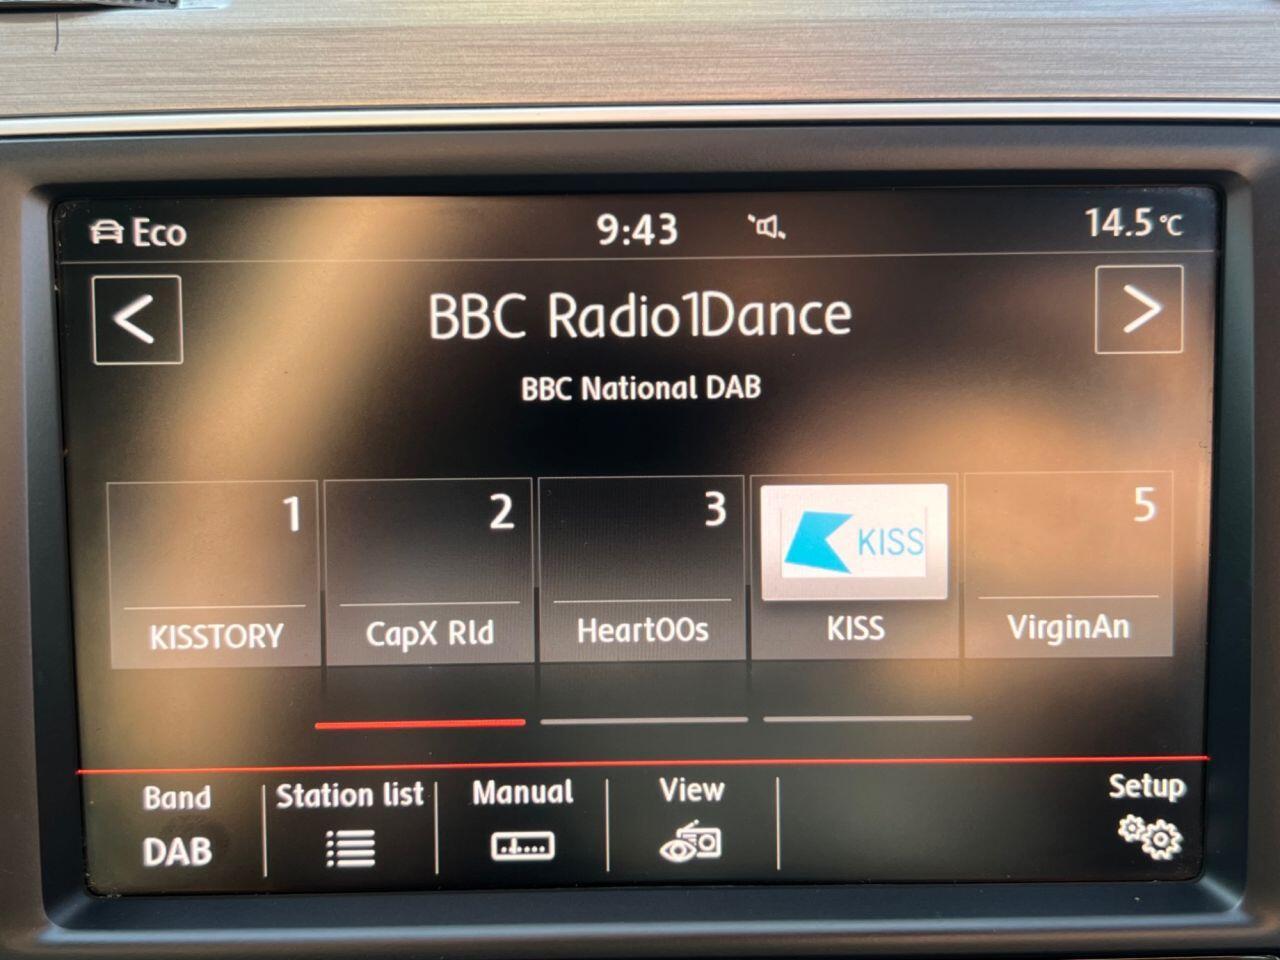 Eco 9:43 14.5 °C
BBC Radio1Dance
BBC National DAB
1 2 3 KISS 5
KISSTORY CapX Rld Heart00s KISS VirginAn
Band Station list Manual View Setup
DAB